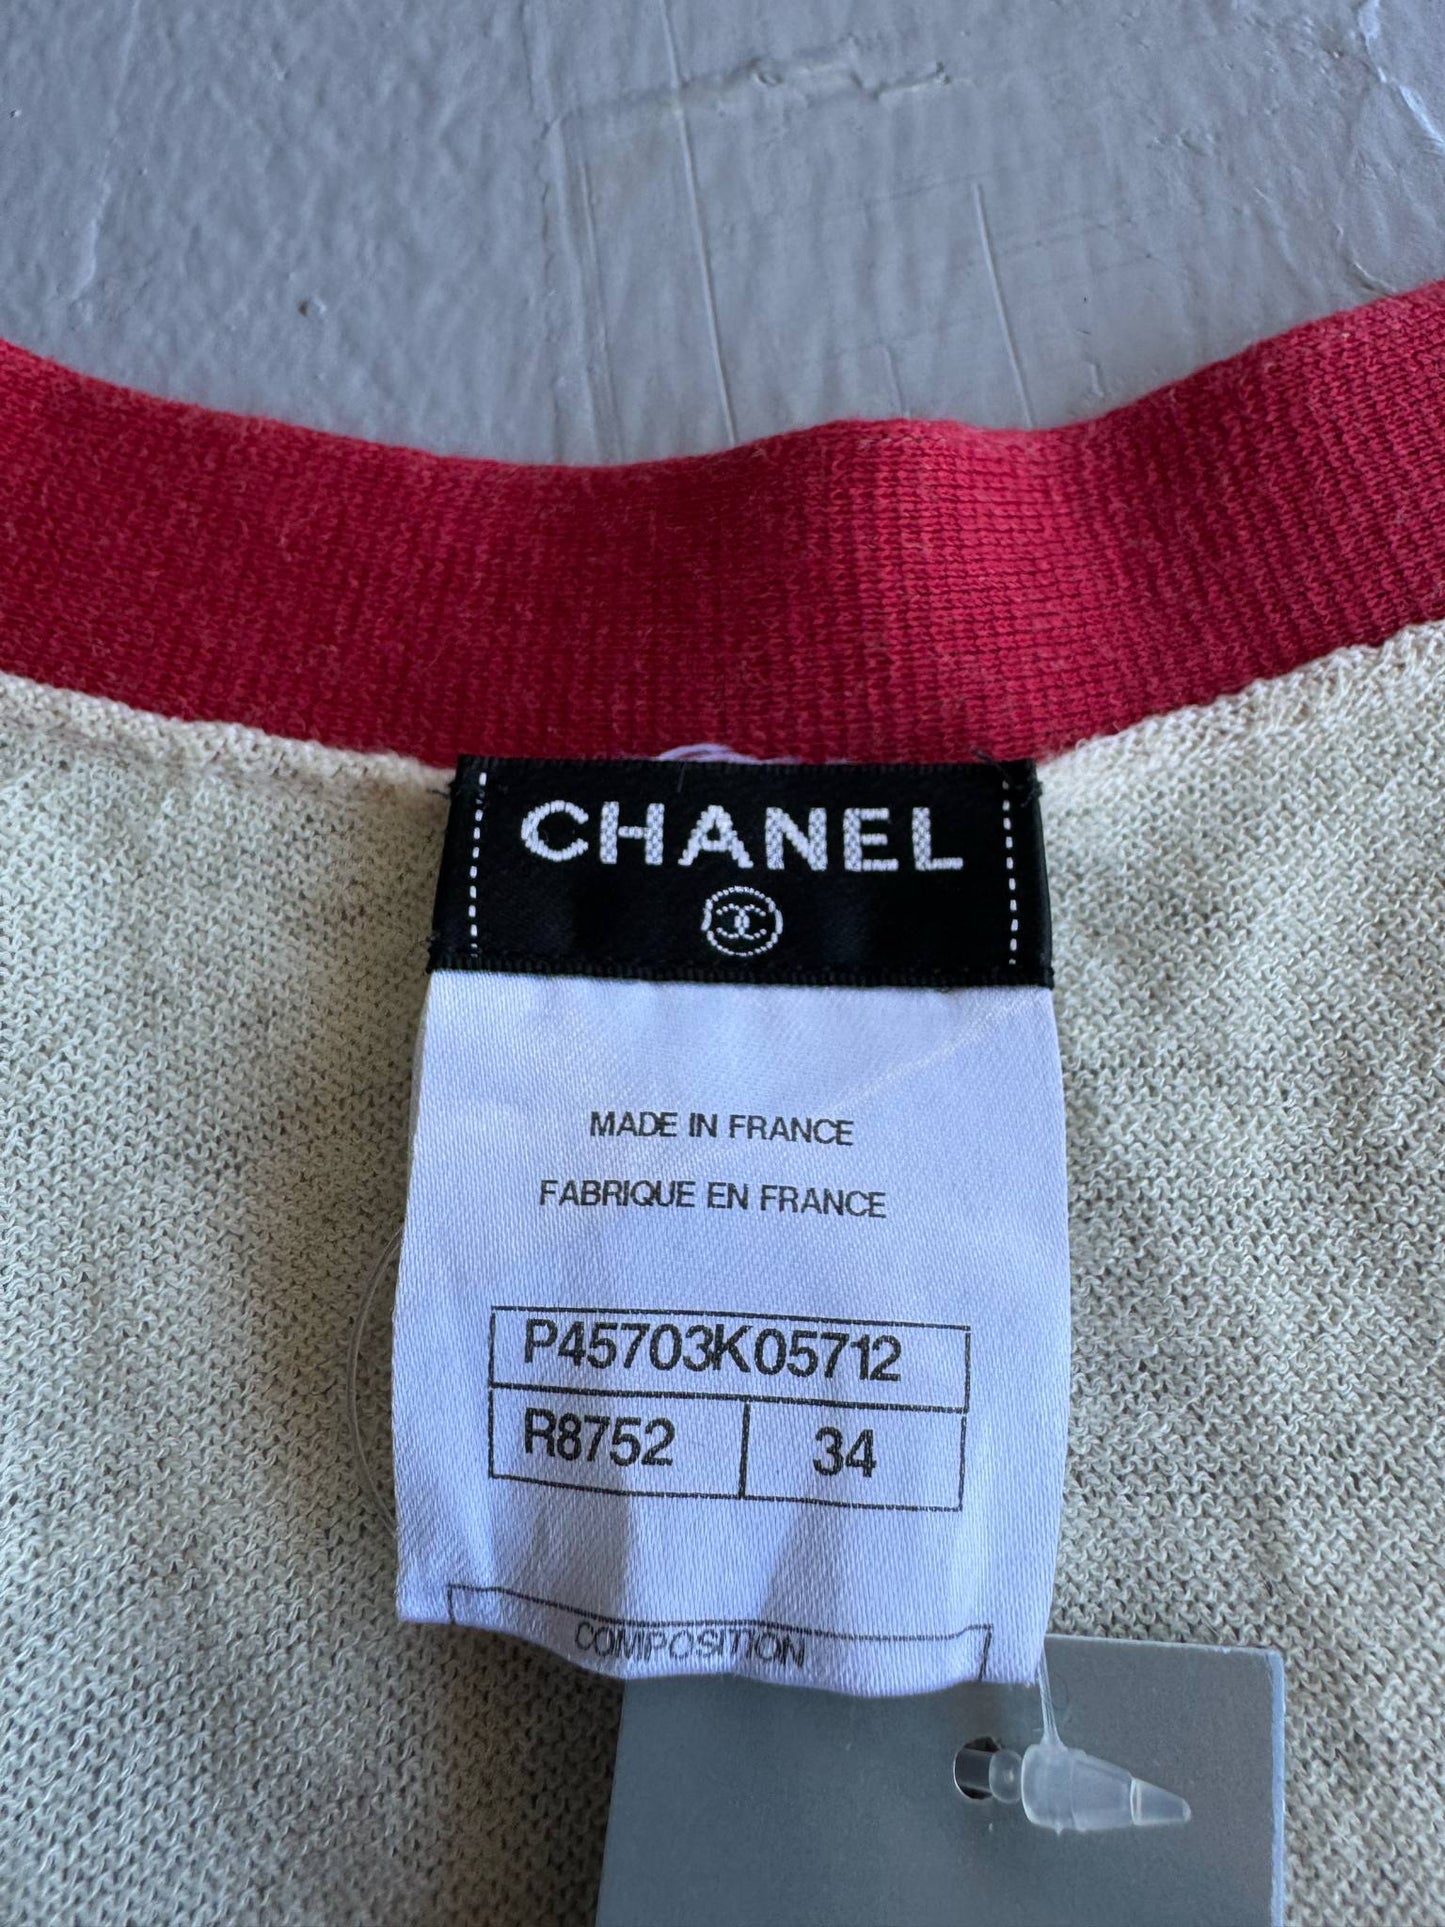 CHANEL
MADE IN FRANCE
FABRIQUE EN FRANCE
P45703K05712
R8752 34
COMPOSITION